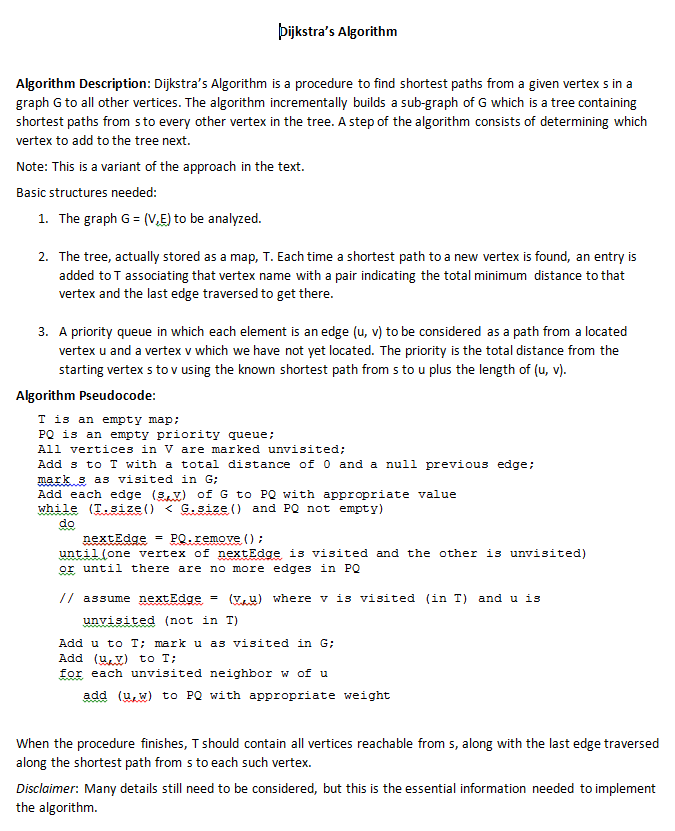 Dijkstra's Algorithm
Algorithm Description: Dijkstra's Algorithm is a procedure to find shortest paths from a given vertex s in a
graph G to all other vertices. The algorithm incrementally builds a sub-graph of G which is a tree containing
shortest paths from s to every other vertex in the tree. A step of the algorithm consists of determining which
vertex to add to the tree next.
Note: This is a variant of the approach in the text.
Basic structures needed:
1. The graph G = (V,E) to be analyzed.
2. The tree, actually stored as a map, T. Each time a shortest path to a new vertex is found, an entry is
added to T associating that vertex name with a pair indicating the total minimum distance to that
vertex and the last edge traversed to get there.
3. A priority queue in which each element is an edge (u, v) to be considered as a path from a located
vertex u and a vertex v which we have not yet located. The priority is the total distance from the
starting vertex s to v using the known shortest path from s to u plus the length of (u, v).
Algorithm Pseudocode:
T is an empty map;
PQ is an empty priority queue;
All vertices in V are marked unvisited;
Add s to T with a total distance of 0 and a null previous edge;
mark s as visited in G;
Add each edge (s,v) of G to PQ with appropriate value
while (T.size() < G.size() and PQ not empty)
do
nextEdge = PQ.remove();
until(one vertex of nextEdge is visited and the other is unvisited)
or until there are no more edges in PQ
// assume nextEdge = (v,u) where v is visited (in T) and u is
unvisited (not in T)
Add u to T; mark u as visited in G;
Add (u,v) to T;
for each unvisited neighbor w of u
add (u,w) to PQ with appropriate weight
When the procedure finishes, T should contain all vertices reachable from s, along with the last edge traversed
along the shortest path from s to each such vertex.
Disclaimer: Many details still need to be considered, but this is the essential information needed to implement
the algorithm.